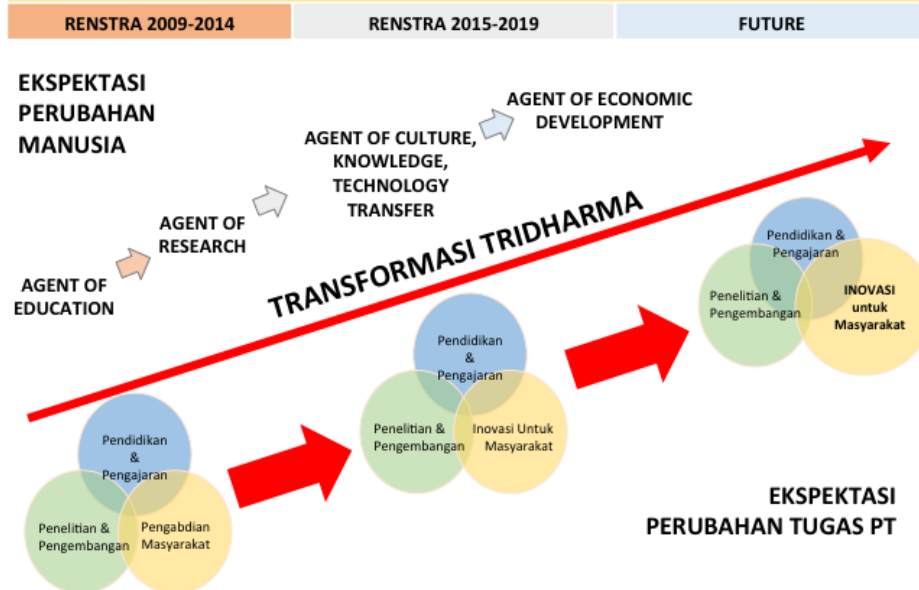 RENSTRA 2009-2014
RENSTRA 2015-2019
FUTURE
EKSPEKTASI
PERUBAHAN
MANUSIA
AGENT OF
EDUCATION
AGENT OF
RESEARCH
AGENT OF CULTURE,
KNOWLEDGE,
TECHNOLOGY
TRANSFER
AGENT OF ECONOMIC
DEVELOPMENT
TRANSFORMASI TRIDHARMA
Pendidikan
&
Pengajaran
Penelitian &
Pengembangan
Pengabdian
Masyarakat
Pendidikan
&
Pengajaran
Penelitian &
Pengembangan
Inovasi Untuk
Masyarakat
Pendidikan &
Pengajaran
Penelitian &
Pengembangan
INOVASI
untuk
Masyarakat
EKSPEKTASI
PERUBAHAN TUGAS PT